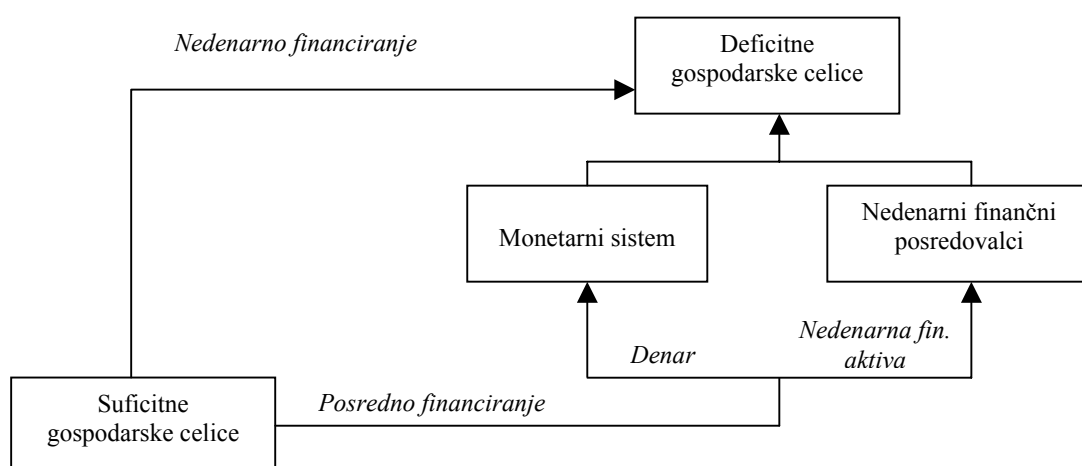 Nedenarno financiranje
Deficitne
gospodarske celice
Monetarni sistem
Nedenarni finančni
posredovalci
Denar
Nedenarna fin.
aktiva
Suficitne
gospodarske celice
Posredno financiranje